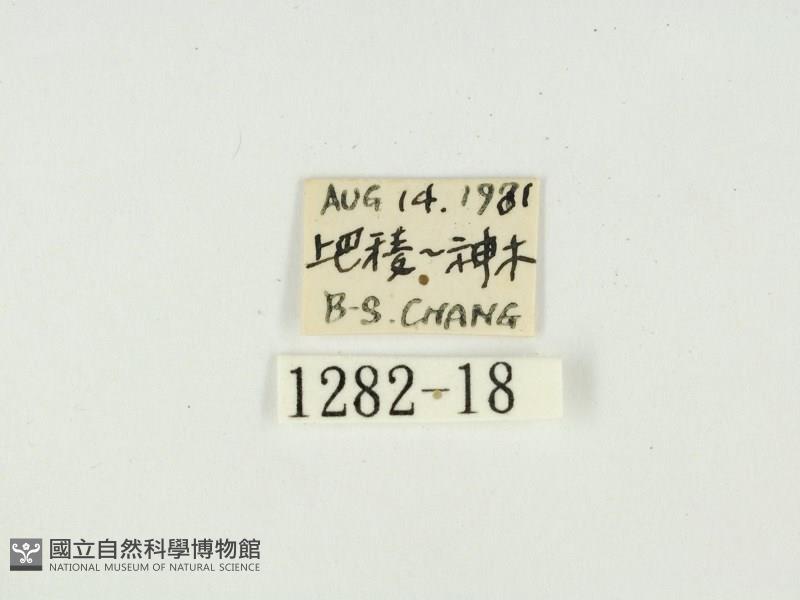 AUG 14. 1981
上巴稜~神木
B-S. CHANG
1282-18
國立自然科學博物館
NATIONAL MUSEUM OF NATURAL SCIENCE